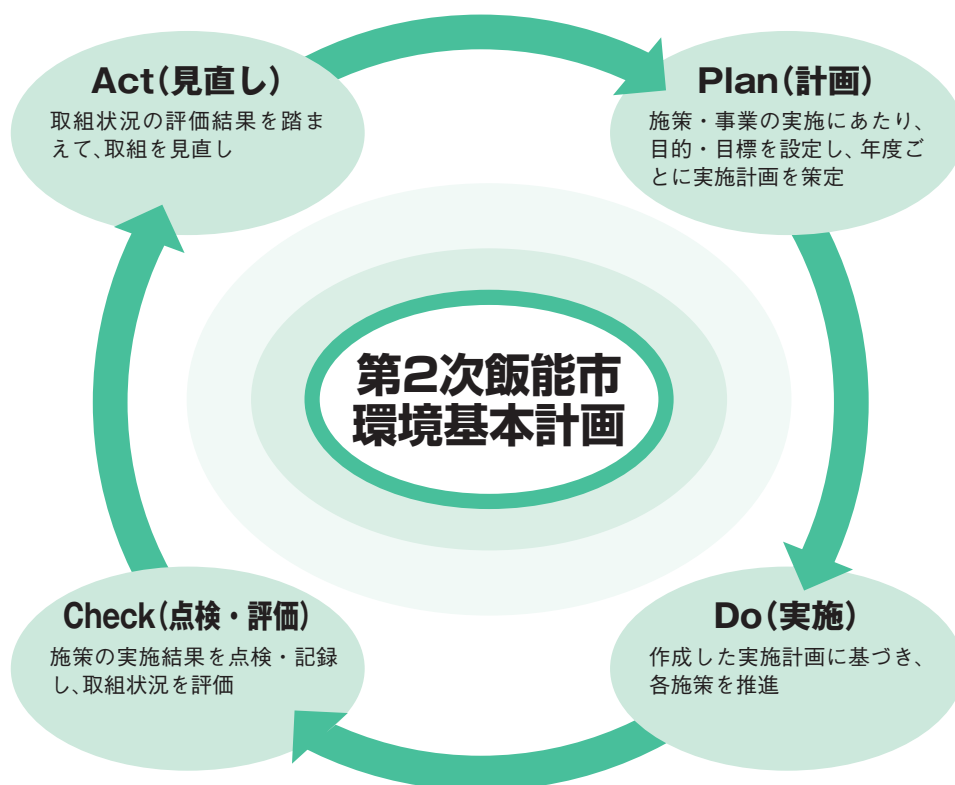 Act(見直し)
取組状況の評価結果を踏ま
えて、取組を見直し
Plan(計画)
施策・事業の実施にあたり、
目的・目標を設定し、年度ご
とに実施計画を策定
第2次飯能市
環境基本計画
Check(点検・評価)
施策の実施結果を点検・記録
し、取組状況を評価
Do(実施)
作成した実施計画に基づき、
各施策を推進